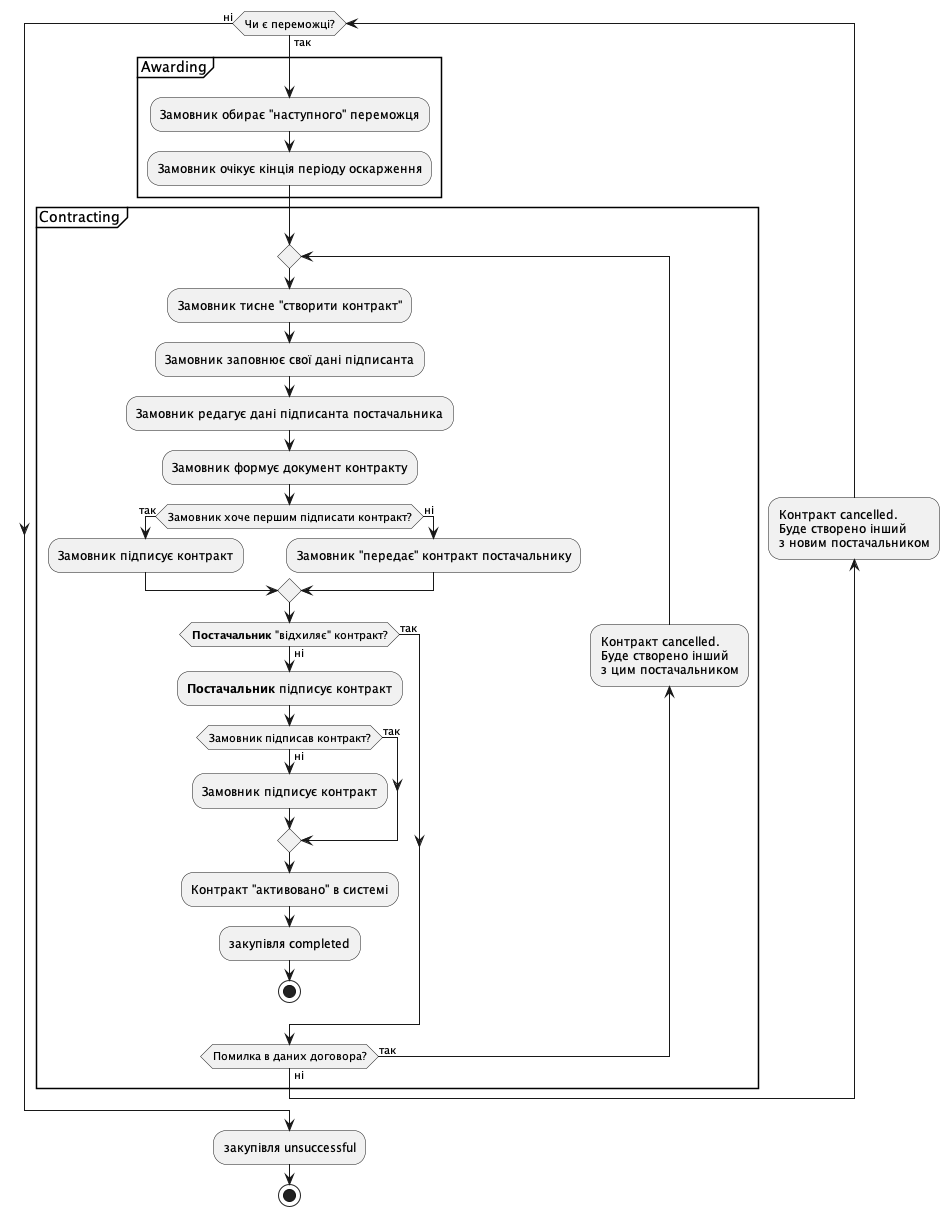 ні
Чи є переможці?
так
Awarding
Замовник обирає "наступного" переможця
Замовник очікує кінція періоду оскарження
Contracting
Замовник тисне "створити контракт"
Замовник заповнює свої дані підписанта
Замовник редагує дані підписанта постачальника
Замовник формує документ контракту
так
Замовник хоче першим підписати контракт?
ні
Замовник підписує контракт
Замовник "передає" контракт постачальнику
Контракт cancelled.
Буде створено інший
з новим постачальником
Постачальник "відхиляє" контракт?
так
ні
Контракт cancelled.
Буде створено інший
з цим постачальником
Постачальник підписує контракт
Замовник підписав контракт?
так
ні
Замовник підписує контракт
Контракт "активовано" в системі
закупівля completed
Помилка в даних договора?
так
ні
закупівля unsuccessful